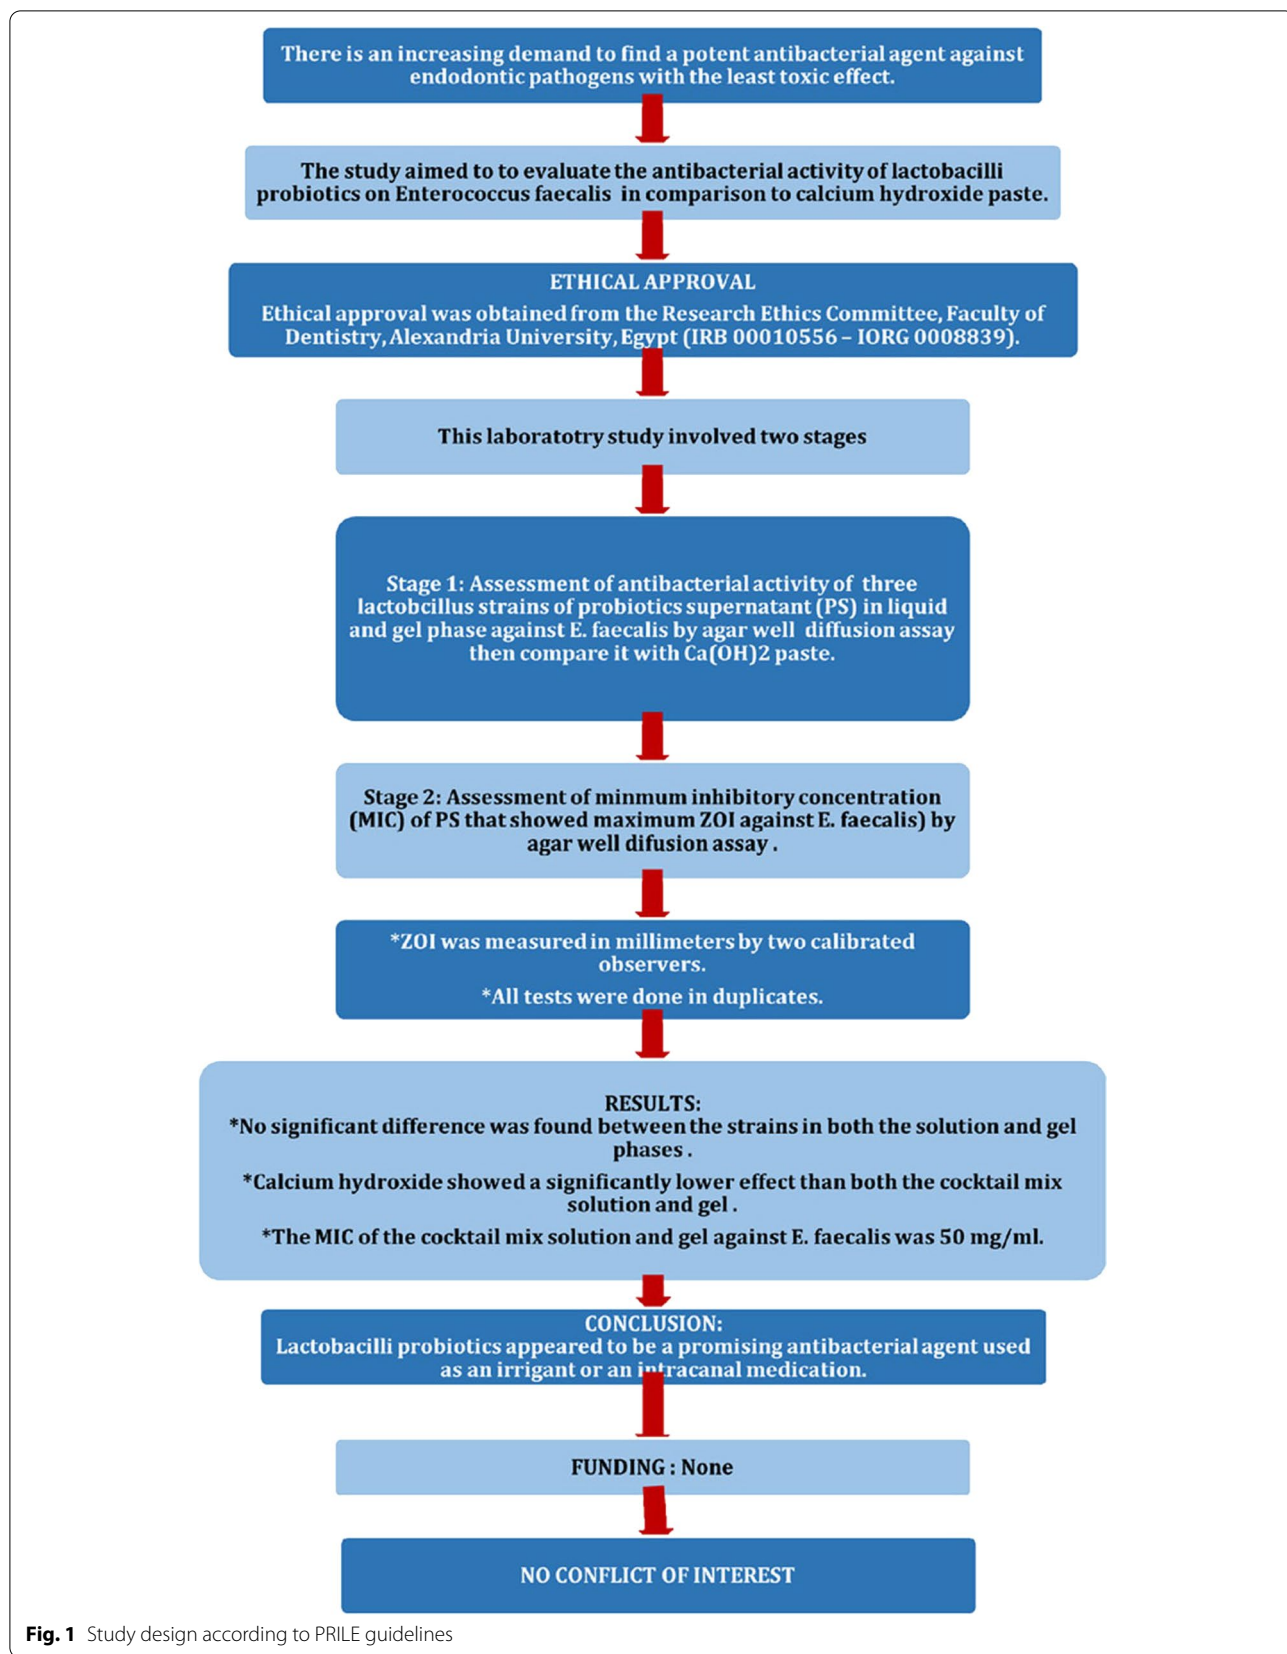 There is an increasing demand to find a potent antibacterial agent against
endodontic pathogens with the least toxic effect.
The study aimed to to evaluate the antibacterial activity of lactobacilli
probiotics on Enterococcus faecalis in comparison to calcium hydroxide paste.
ETHICAL APPROVAL
Ethical approval was obtained from the Research Ethics Committee, Faculty of
Dentistry, Alexandria University, Egypt (IRB 00010556 – IORG 0008839).
This laboratotry study involved two stages
Stage 1: Assessment of antibacterial activity of three
lactobcillus strains of probiotics supernatant (PS) in liquid
and gel phase against E. faecalis by agar well diffusion assay
then compare it with Ca(OH)2 paste.
Stage 2: Assessment of minmum inhibitory concentration
(MIC) of PS that showed maximum ZOI against E. faecalis) by
agar well difusion assay .
*ZOI was measured in millimeters by two calibrated
observers.
*All tests were done in duplicates.
RESULTS:
*No significant difference was found between the strains in both the solution and gel
phases .
*Calcium hydroxide showed a significantly lower effect than both the cocktail mix
solution and gel .
*The MIC of the cocktail mix solution and gel against E. faecalis was 50 mg/ml.
CONCLUSION:
Lactobacilli probiotics appeared to be a promising antibacterial agent used
as an irrigant or an intracanal medication.
FUNDING : None
NO CONFLICT OF INTEREST
Fig. 1 Study design according to PRILE guidelines